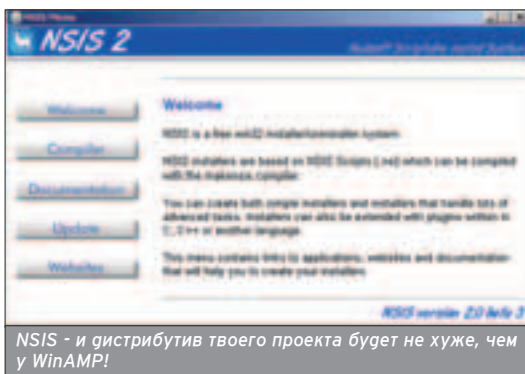 NSIS Menu
NSIS 2
Nullsoft Scriptable Install System
Welcome
Compiler
Documentation
Update
Websites
Welcome
NSIS is a free win32 installer/uninstaller system.
NSIS installers are based on NSIS Scripts (.nsi) which can be compiled
with the makensis compiler.
You can create both simple installers and installers that handle lots of
advanced tasks. Installers can also be extended with plugins written in
C, C++ or another language.
This menu contains links to applications, websites and documentation
that will help you to create your installers.
NSIS version 2.0 beta 3
NSIS - и дистрибутив твоего проекта будет не хуже, чем
у WinAMP!